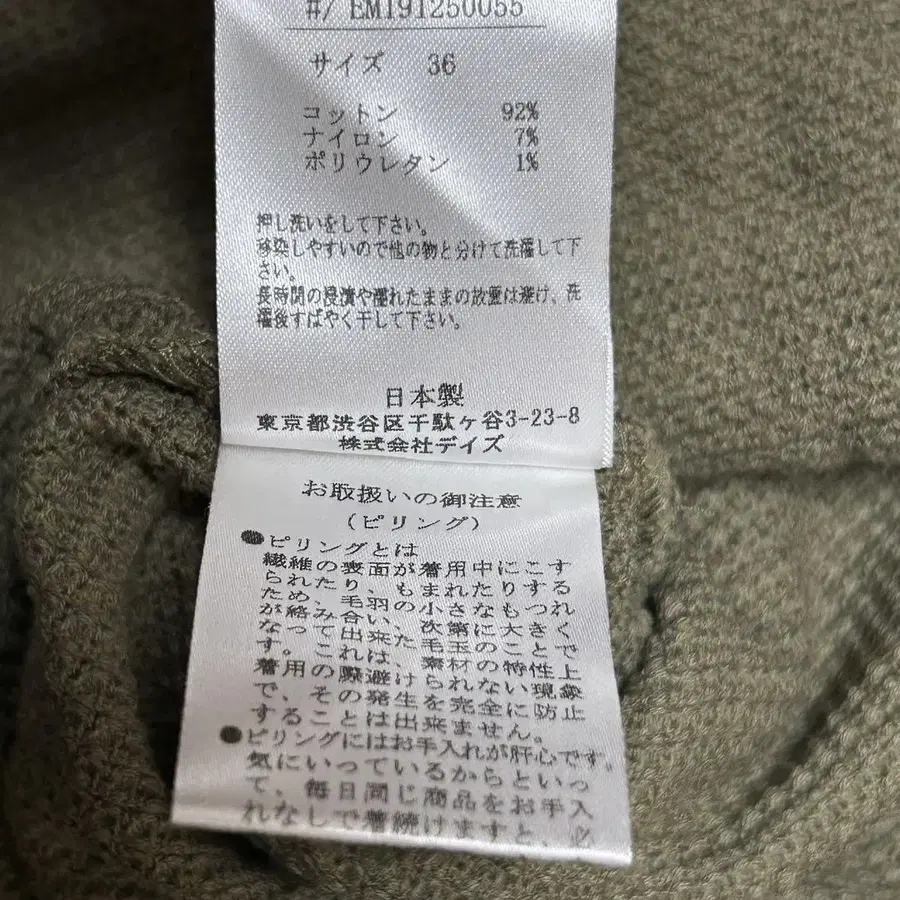 #/ EM191250055
サイズ 36
コットン 92%
ナイロン 7%
ポリウレタン 1%
押し洗いをして下さい。
移染しやすいので他の物と分けて洗濯して下
さい。
長時間の浸漬や濡れたままの放置は避け、洗
濯後すばやく干して下さい。
日本製
東京都渋谷区千駄ヶ谷3-23-8
株式会社デイズ
お取扱いの御注意
(ピリング)
●ピリングとは
繊維の表面が着用中にこす
られたり、もまれたりする
ため、毛羽の小さなもつれ
が絡み合い、次第に大きく
なって出来た毛玉のことで
す。これは、素材の特性上
着用の際避けられない現象
で、その発生を完全に防止
することは出来ません。
●ピリングにはお手入れが肝心です。
気にいっているからといっ
て、毎日同じ商品をお手入
れなしで着続けますと、必